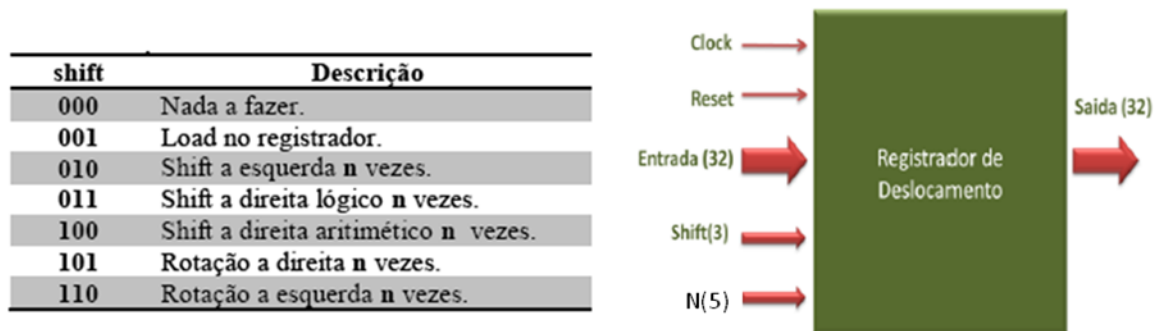 shift Descrição
000 Nada a fazer.
001 Load no registrador.
010 Shift a esquerda n vezes.
011 Shift a direita lógico n vezes.
100 Shift a direita aritimético n vezes.
101 Rotação a direita n vezes.
110 Rotação a esquerda n vezes.
Clock
Reset
Entrada (32)
Shift(3)
N(5)
Registrador de
Deslocamento
Saida (32)